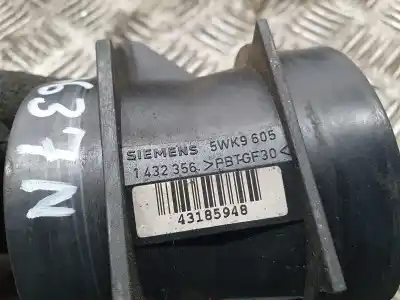 637N
SIEMENS 5WK9 605
1 432 356 >PBT-GF30<
43185948